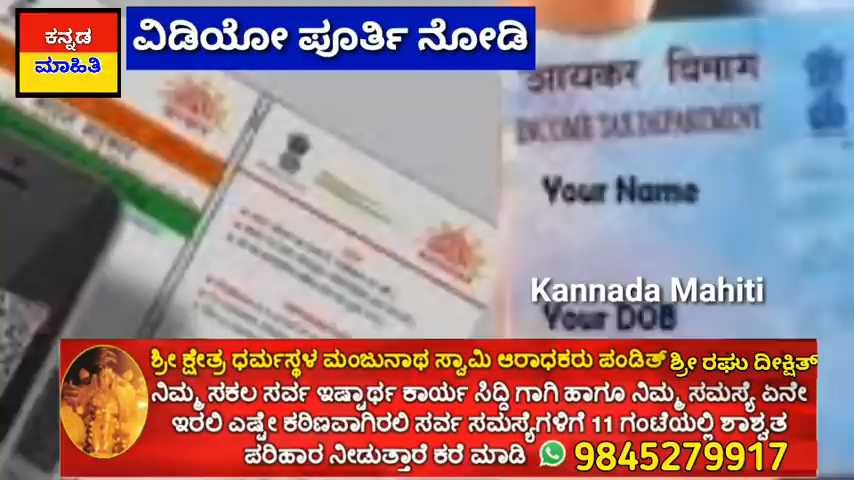 ಕನ್ನಡ
ಮಾಹಿತಿ
ವಿಡಿಯೋ ಪೂರ್ತಿ ನೋಡಿ
आयकर विभाग
INCOME TAX DEPARTMENT
Your Name
Kannada Mahiti
Your DOB
ಶ್ರೀ ಕ್ಷೇತ್ರ ಧರ್ಮಸ್ಥಳ ಮಂಜುನಾಥ ಸ್ವಾಮಿ ಆರಾಧಕರು ಪಂಡಿತ್ ಶ್ರೀ ರಘು ದೀಕ್ಷಿತ್
ನಿಮ್ಮ ಸಕಲ ಸರ್ವ ಇಷ್ಟಾರ್ಥ ಕಾರ್ಯ ಸಿದ್ದಿ ಗಾಗಿ ಹಾಗೂ ನಿಮ್ಮ ಸಮಸ್ಯೆ ಏನೇ
ಇರಲಿ ಎಷ್ಟೇ ಕಠಿಣವಾಗಿರಲಿ ಸರ್ವ ಸಮಸ್ಯೆಗಳಿಗೆ 11 ಗಂಟೆಯಲ್ಲಿ ಶಾಶ್ವತ
ಪರಿಹಾರ ನೀಡುತ್ತಾರೆ ಕರೆ ಮಾಡಿ 9845279917